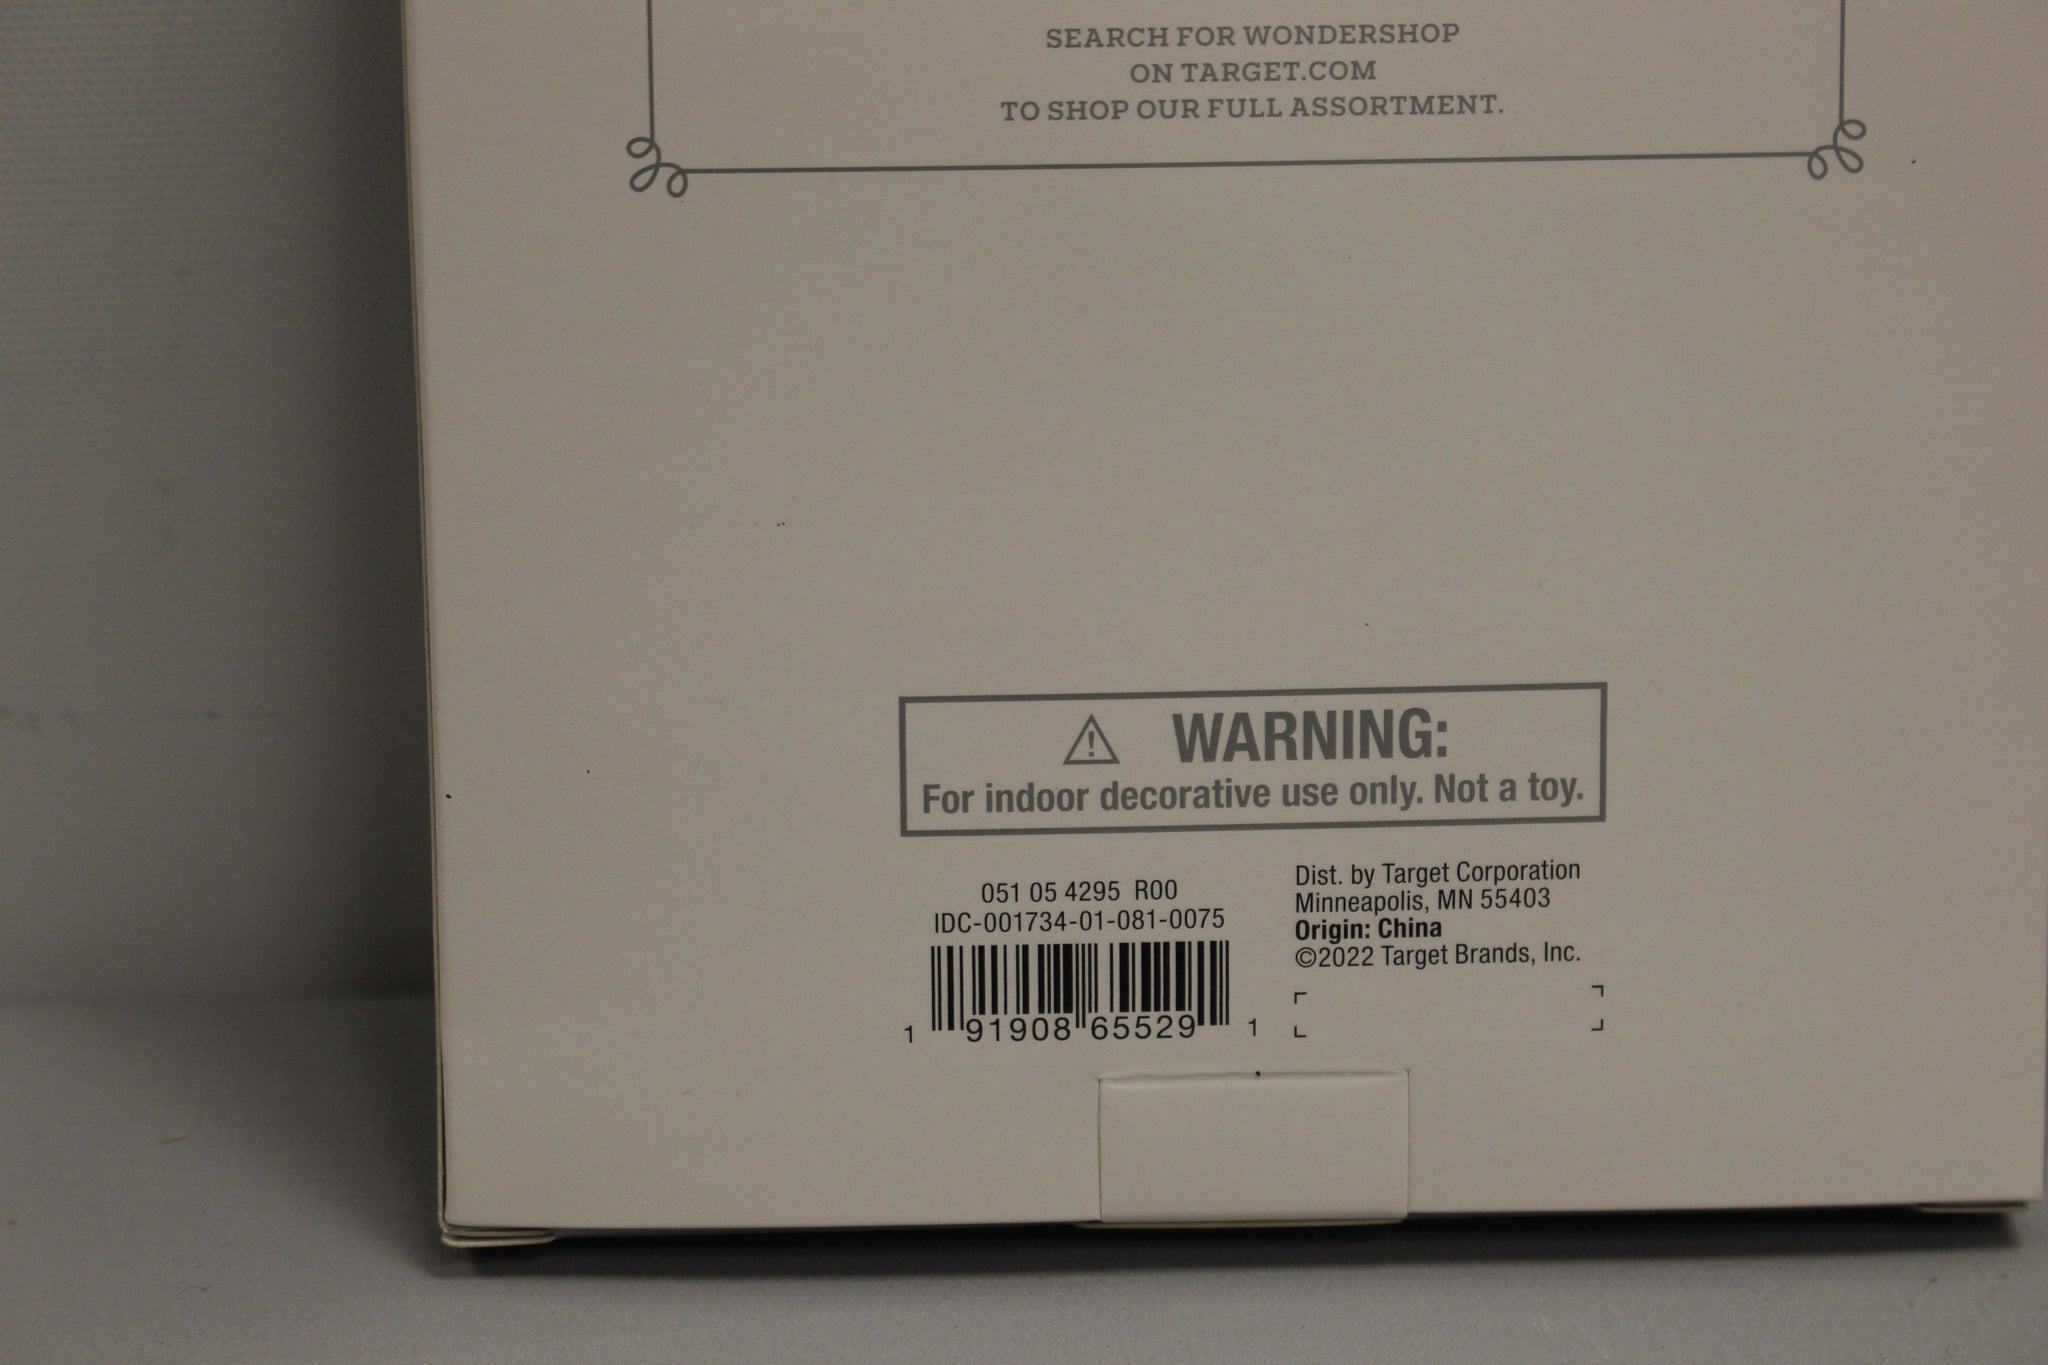 SEARCH FOR WONDERSHOP
ON TARGET.COM
TO SHOP OUR FULL ASSORTMENT.
WARNING:
For indoor decorative use only. Not a toy.
051 05 4295 R00
IDC-001734-01-081-0075
1 91908 65529 1
Dist. by Target Corporation
Minneapolis, MN 55403
Origin: China
©2022 Target Brands, Inc.